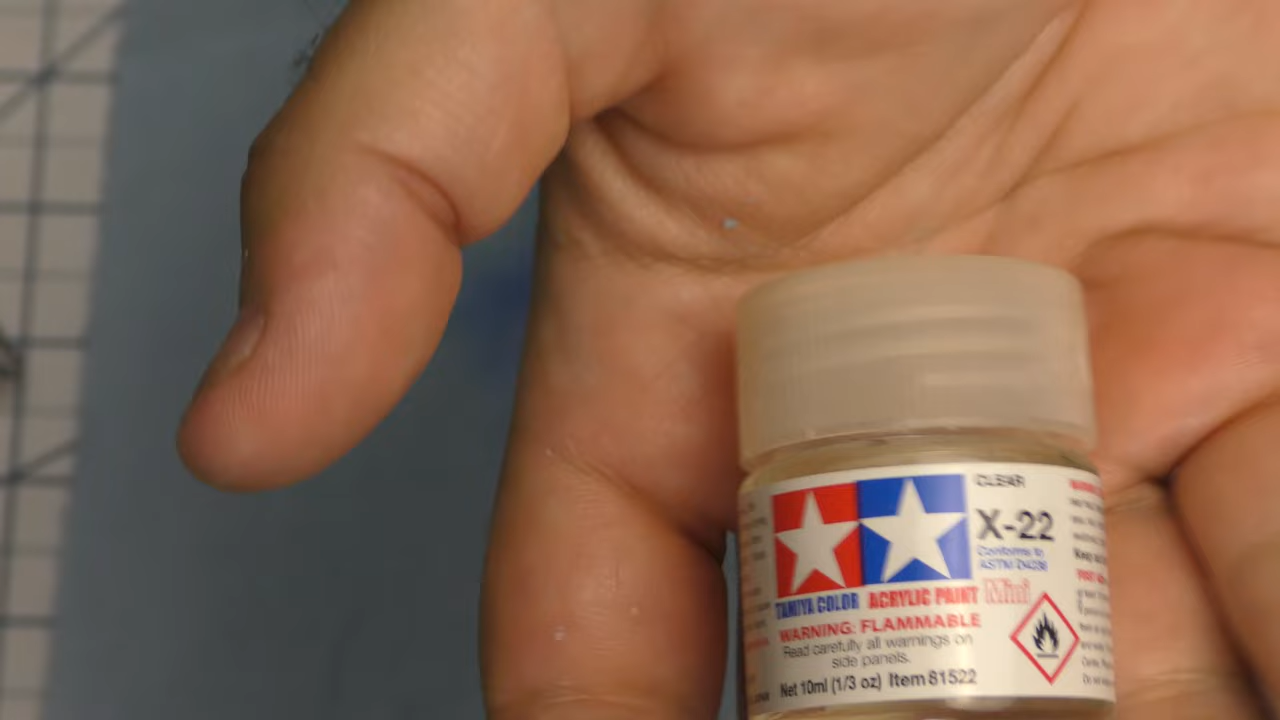 CLEAR
X-22
Conforms to
ASTM D4236
TAMIYA COLOR ACRYLIC PAINT Mini
WARNING: FLAMMABLE
Read carefully all warnings on
side panels.
Net 10ml (1/3 oz) Item 81522